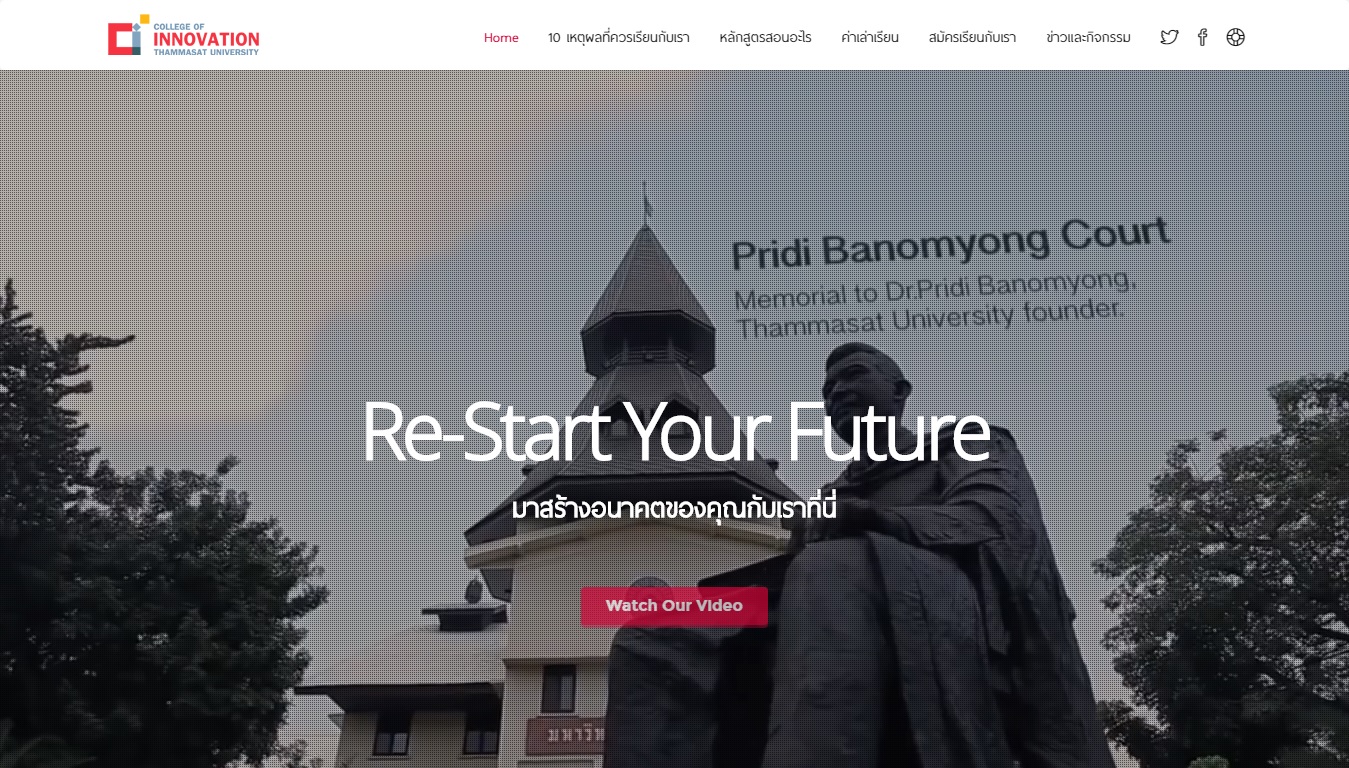 COLLEGE OF
INNOVATION
THAMMASAT UNIVERSITY
Home 10 เหตุผลที่ควรเรียนกับเรา หลักสูตรสอนอะไร ค่าเล่าเรียน สมัครเรียนกับเรา ข่าวและกิจกรรม
Pridi Banomyong Court
Memorial to Dr.Pridi Banomyong,
Thammasat University founder.
Re-Start Your Future
มาสร้างอนาคตของคุณกับเราที่นี่
Watch Our Video
มหาวิท